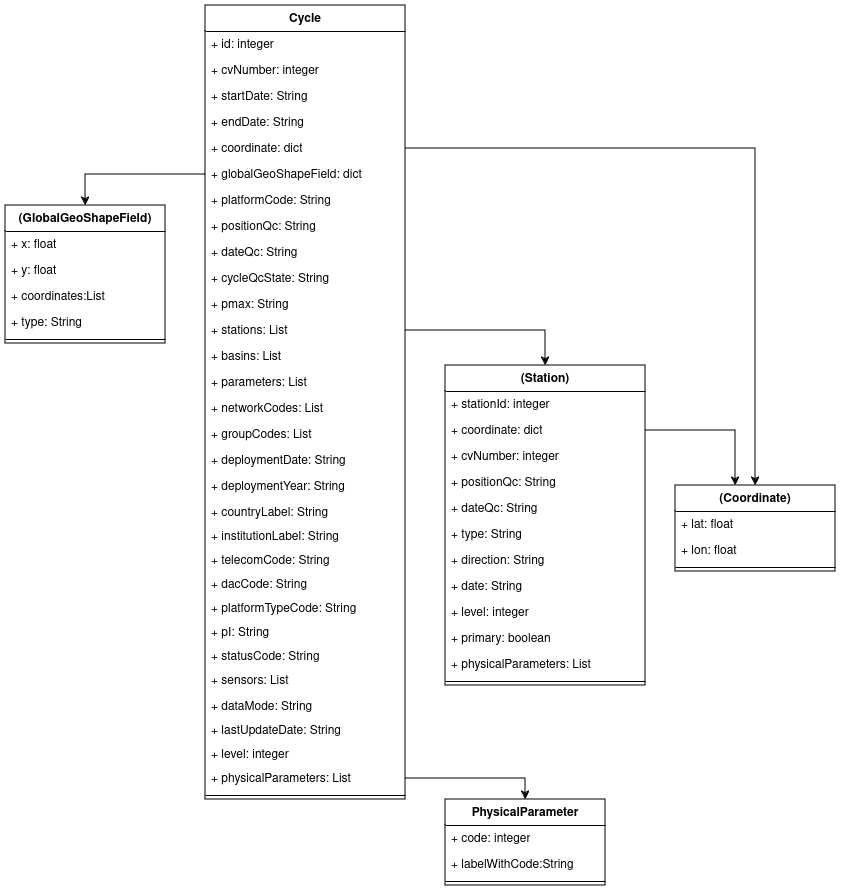 Cycle
+ id: integer
+ cvNumber: integer
+ startDate: String
+ endDate: String
+ coordinate: dict
+ globalGeoShapeField: dict
+ platformCode: String
+ positionQc: String
+ dateQc: String
+ cycleQcState: String
+ pmax: String
+ stations: List
+ basins: List
+ parameters: List
+ networkCodes: List
+ groupCodes: List
+ deploymentDate: String
+ deploymentYear: String
+ countryLabel: String
+ institutionLabel: String
+ telecomCode: String
+ dacCode: String
+ platformTypeCode: String
+ pI: String
+ statusCode: String
+ sensors: List
+ dataMode: String
+ lastUpdateDate: String
+ level: integer
+ physicalParameters: List
(GlobalGeoShapeField)
+ x: float
+ y: float
+ coordinates:List
+ type: String
(Station)
+ stationId: integer
+ coordinate: dict
+ cvNumber: integer
+ positionQc: String
+ dateQc: String
+ type: String
+ direction: String
+ date: String
+ level: integer
+ primary: boolean
+ physicalParameters: List
(Coordinate)
+ lat: float
+ lon: float
PhysicalParameter
+ code: integer
+ labelWithCode:String